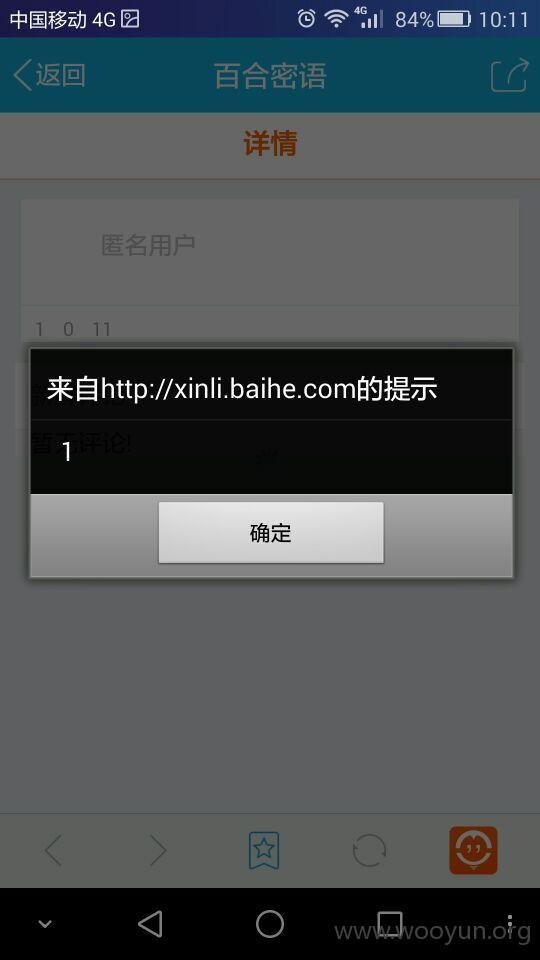 中国移动 4G 4G 84% 10:11
返回 百合密语
详情
匿名用户
1 0 11
来自http://xinli.baihe.com的提示
暂无评论!
1
确定
www.wooyun.org